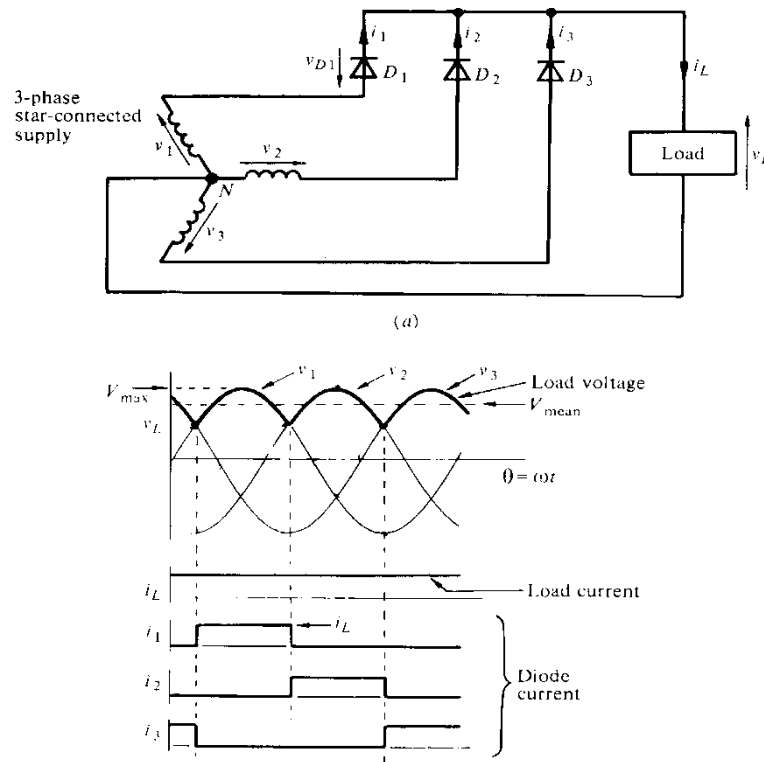 i1 i2 i3
vD1 D1 D2 D3 iL
3-phase
star-connected
supply
v1 v2 Load
N
v3
(a)
v1 v2 v3
Vmax Load voltage
Vmean
vL
θ = ωt
iL Load current
i1 iL
i2 Diode
current
i3